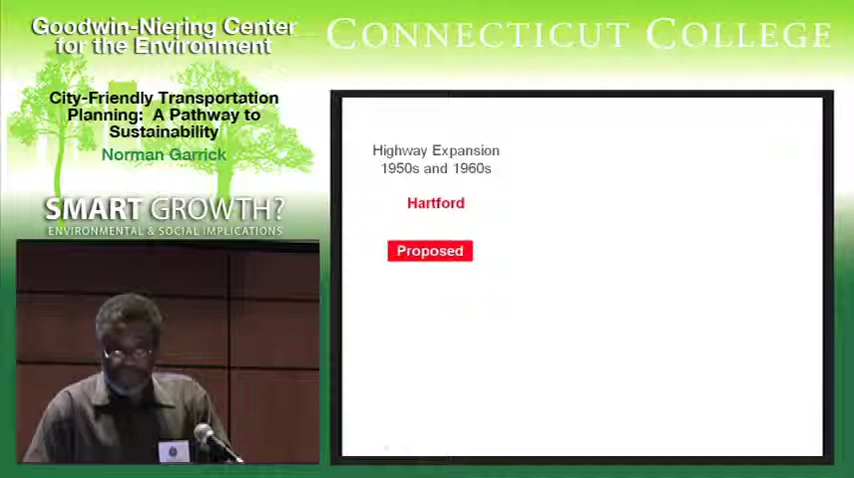 Goodwin-Niering Center
for the Environment
CONNECTICUT COLLEGE
City-Friendly Transportation
Planning: A Pathway to
Sustainability
Norman Garrick
SMART GROWTH?
ENVIRONMENTAL & SOCIAL IMPLICATIONS
Highway Expansion
1950s and 1960s
Hartford
Proposed